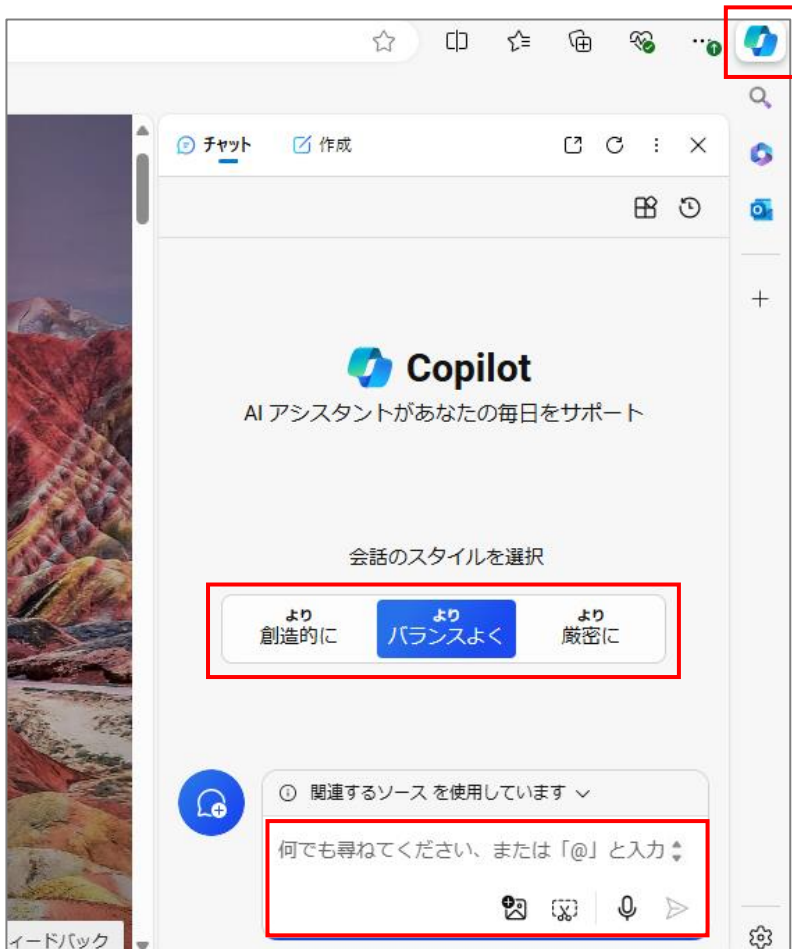 チャット 作成
Copilot
AI アシスタントがあなたの毎日をサポート
会話のスタイルを選択
より
創造的に
より
バランスよく
より
厳密に
関連するソース を使用しています
何でも尋ねてください、または「@」と入力
ィードバック